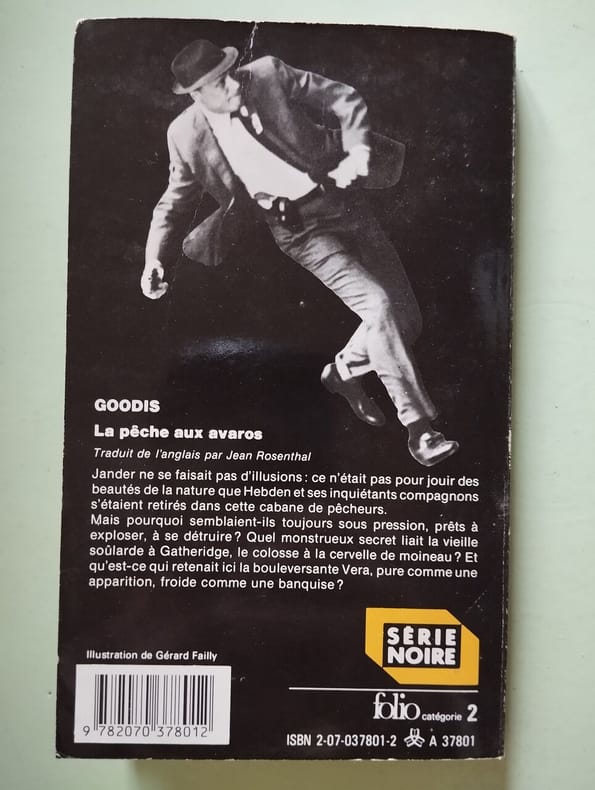 GOODIS
La pêche aux avaros
Traduit de l'anglais par Jean Rosenthal
Jander ne se faisait pas d'illusions : ce n'était pas pour jouir des
beautés de la nature que Hebden et ses inquiétants compagnons
s'étaient retirés dans cette cabane de pêcheurs.
Mais pourquoi semblaient-ils toujours sous pression, prêts à
exploser, à se détruire ? Quel monstrueux secret liait la vieille
soûlarde à Gatheridge, le colosse à la cervelle de moineau ? Et
qu'est-ce qui retenait ici la bouleversante Vera, pure comme une
apparition, froide comme une banquise ?
SÉRIE
NOIRE
Illustration de Gérard Failly
folio catégorie 2
9 782070 378012
ISBN 2-07-037801-2 A 37801